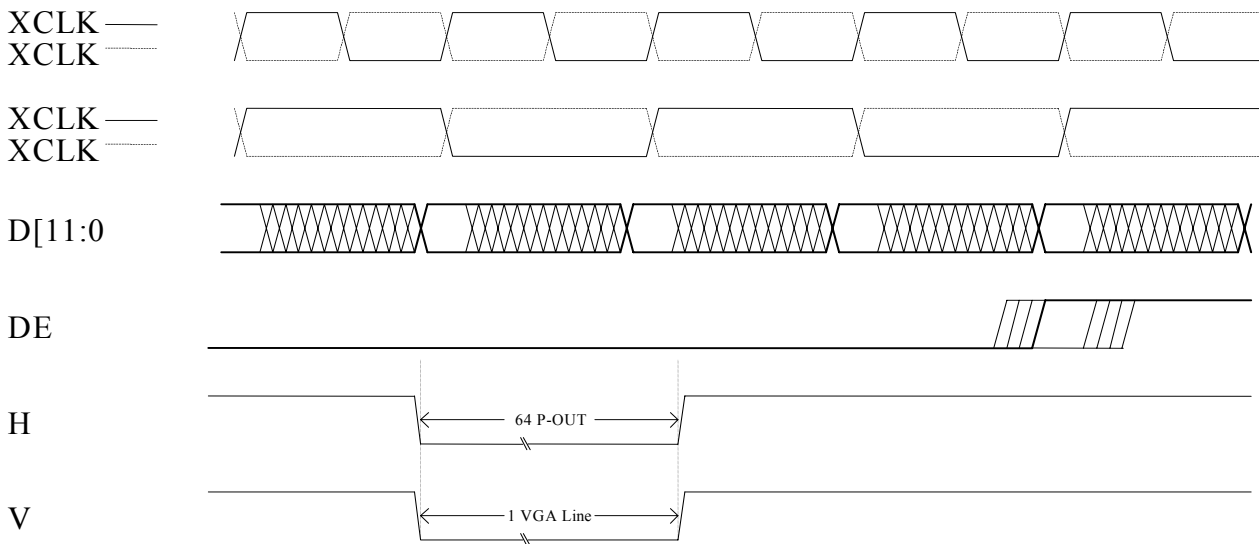 XCLK
XCLK
XCLK
XCLK
D[11:0
DE
H
64 P-OUT
V
1 VGA Line